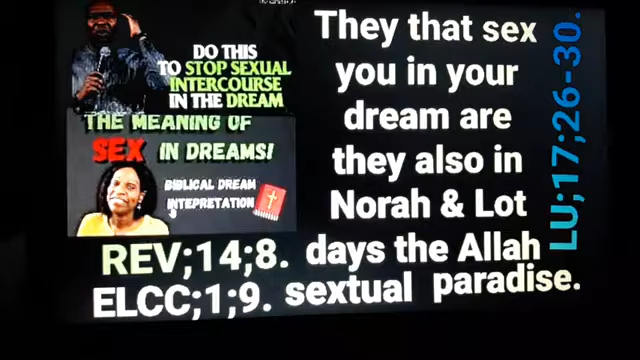 DO THIS
TO STOP SEXUAL
INTERCOURSE
IN THE DREAM
THE MEANING OF
SEX IN DREAMS!
BIBLICAL DREAM
INTEPRETATION
They that sex
you in your
dream are
they also in
Norah & Lot
days the Allah
sextual paradise.
REV;14;8.
ELCC;1;9.
LU;17;26-30.